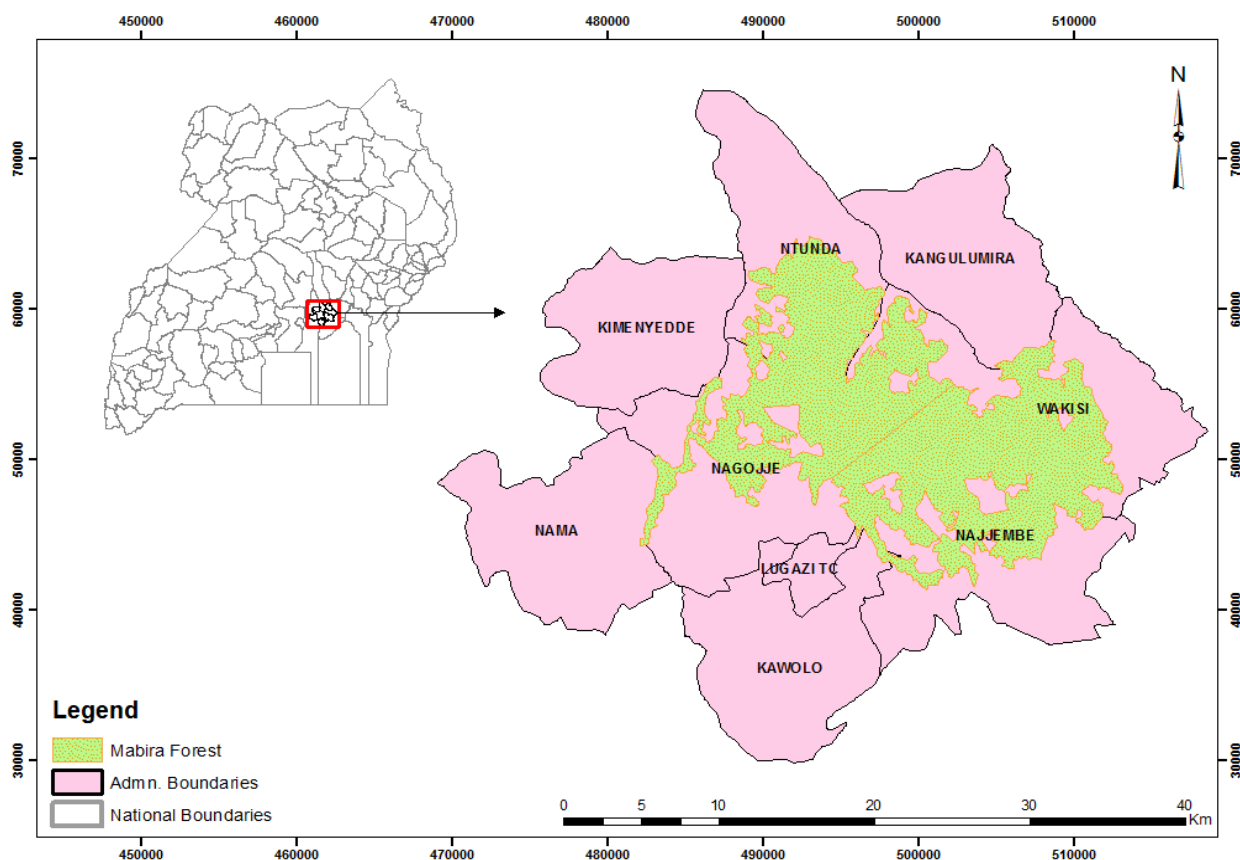 450000 460000 470000 480000 490000 500000 510000
N
70000 70000
NTUNDA
KANGULUMIRA
60000 60000
KIMENYEDDE
WAKISI
50000 50000
NAGOJJE
NAMA
NAJJEMBE
LUGAZI TC
40000 40000
KAWOLO
Legend
Mabira Forest
Admn. Boundaries
National Boundaries
30000 30000
0 5 10 20 30 40
Km
450000 460000 470000 480000 490000 500000 510000